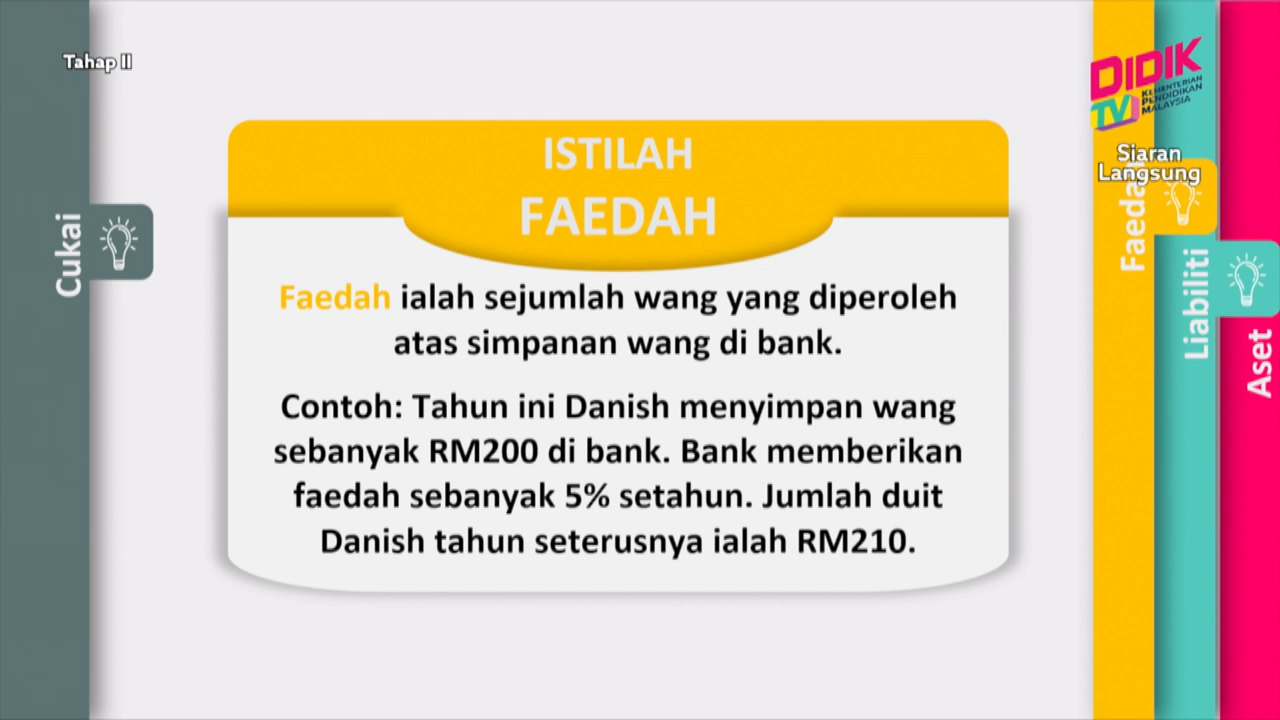 Tahap II
DIDIK
TV
KEMENTERIAN
PENDIDIKAN
MALAYSIA
Siaran
Langsung
ISTILAH
FAEDAH
Faedah ialah sejumlah wang yang diperoleh
atas simpanan wang di bank.
Contoh: Tahun ini Danish menyimpan wang
sebanyak RM200 di bank. Bank memberikan
faedah sebanyak 5% setahun. Jumlah duit
Danish tahun seterusnya ialah RM210.
Cukai
Faedah
Liabiliti
Aset